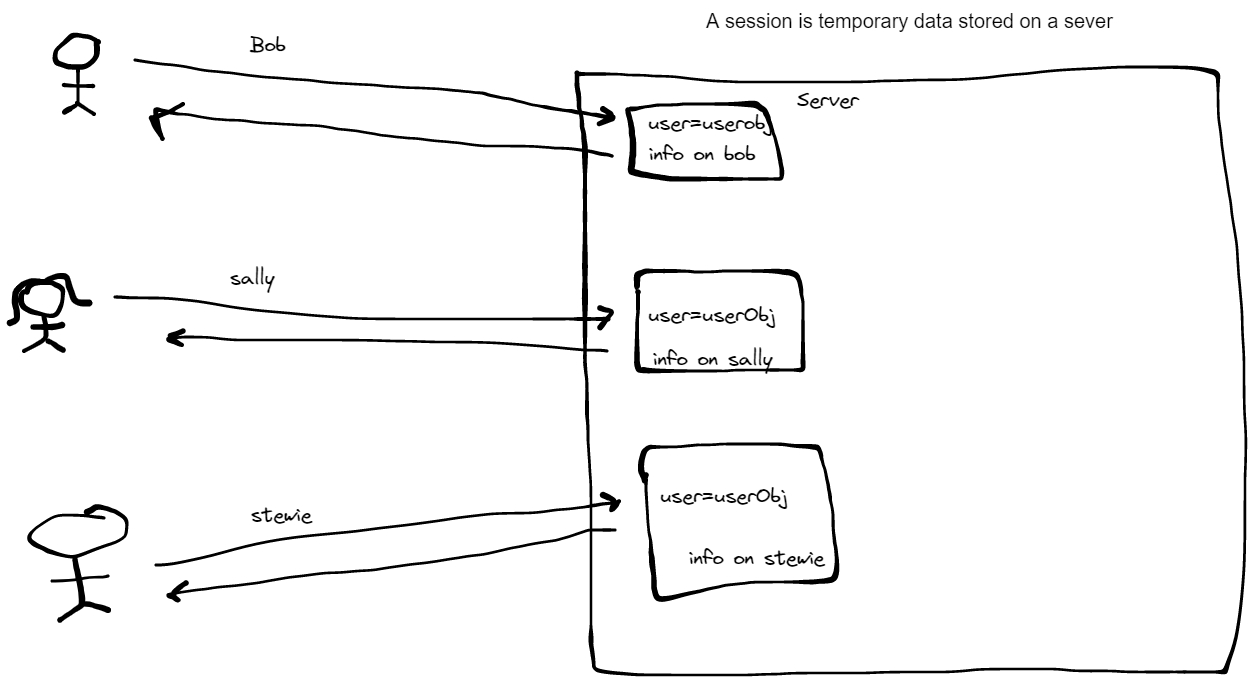 A session is temporary data stored on a sever
Bob
Server
user=userobj
info on bob
sally
user=userObj
info on sally
stewie
user=userObj
info on stewie